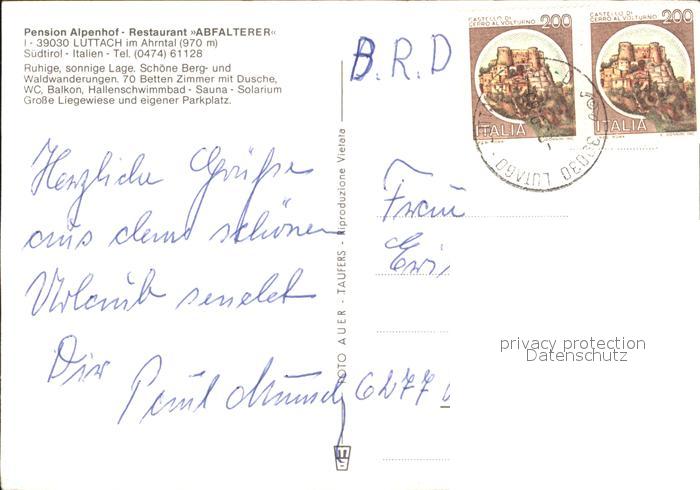 Pension Alpenhof - Restaurant »ABFALTERER«
I - 39030 LUTTACH im Ahrntal (970 m)
Südtirol - Italien - Tel. (0474) 61128
Ruhige, sonnige Lage. Schöne Berg- und
Waldwanderungen. 70 Betten Zimmer mit Dusche,
WC, Balkon, Hallenschwimmbad - Sauna - Solarium
Große Liegewiese und eigener Parkplatz.
Herzliche Grüße
aus dem schönen
Urlaub sendet
Dir
FOTO AUER - TAUFERS - Riproduzione Vietata
B.R.D
CASTELLO DI
CERRO AL VOLTURNO 200
ITALIA
CASTELLO DI
CERRO AL VOLTURNO 200
ITALIA
39030 LUTAGO
Frau
6277
privacy protection
Datenschutz